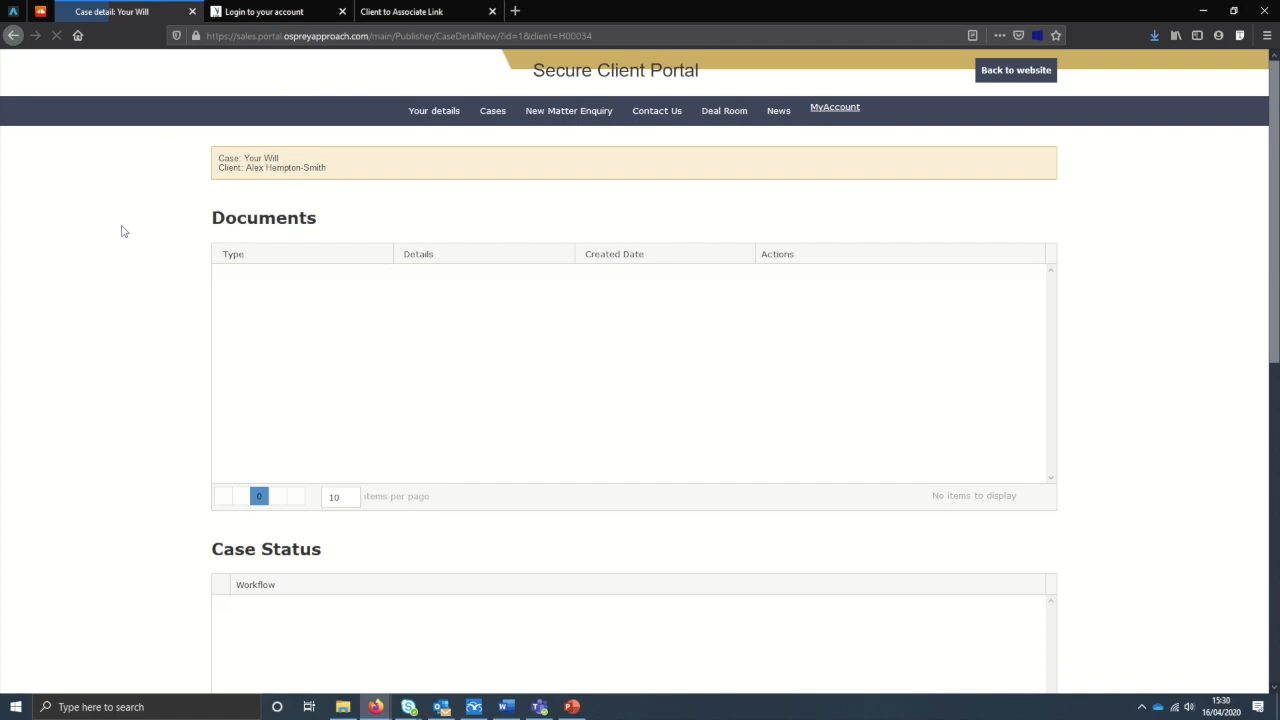 Case detail: Your Will
Login to your account
Client to Associate Link
https://sales.portal.ospreyapproach.com/main/Publisher/CaseDetailNew/?id=1&client=H00034
Secure Client Portal
Back to website
Your details Cases New Matter Enquiry Contact Us Deal Room News MyAccount
Case: Your Will
Client: Alex Hempton-Smith
Documents
Type Details Created Date Actions
0 10 items per page No items to display
Case Status
Workflow
Type here to search
15:30
16/04/2020